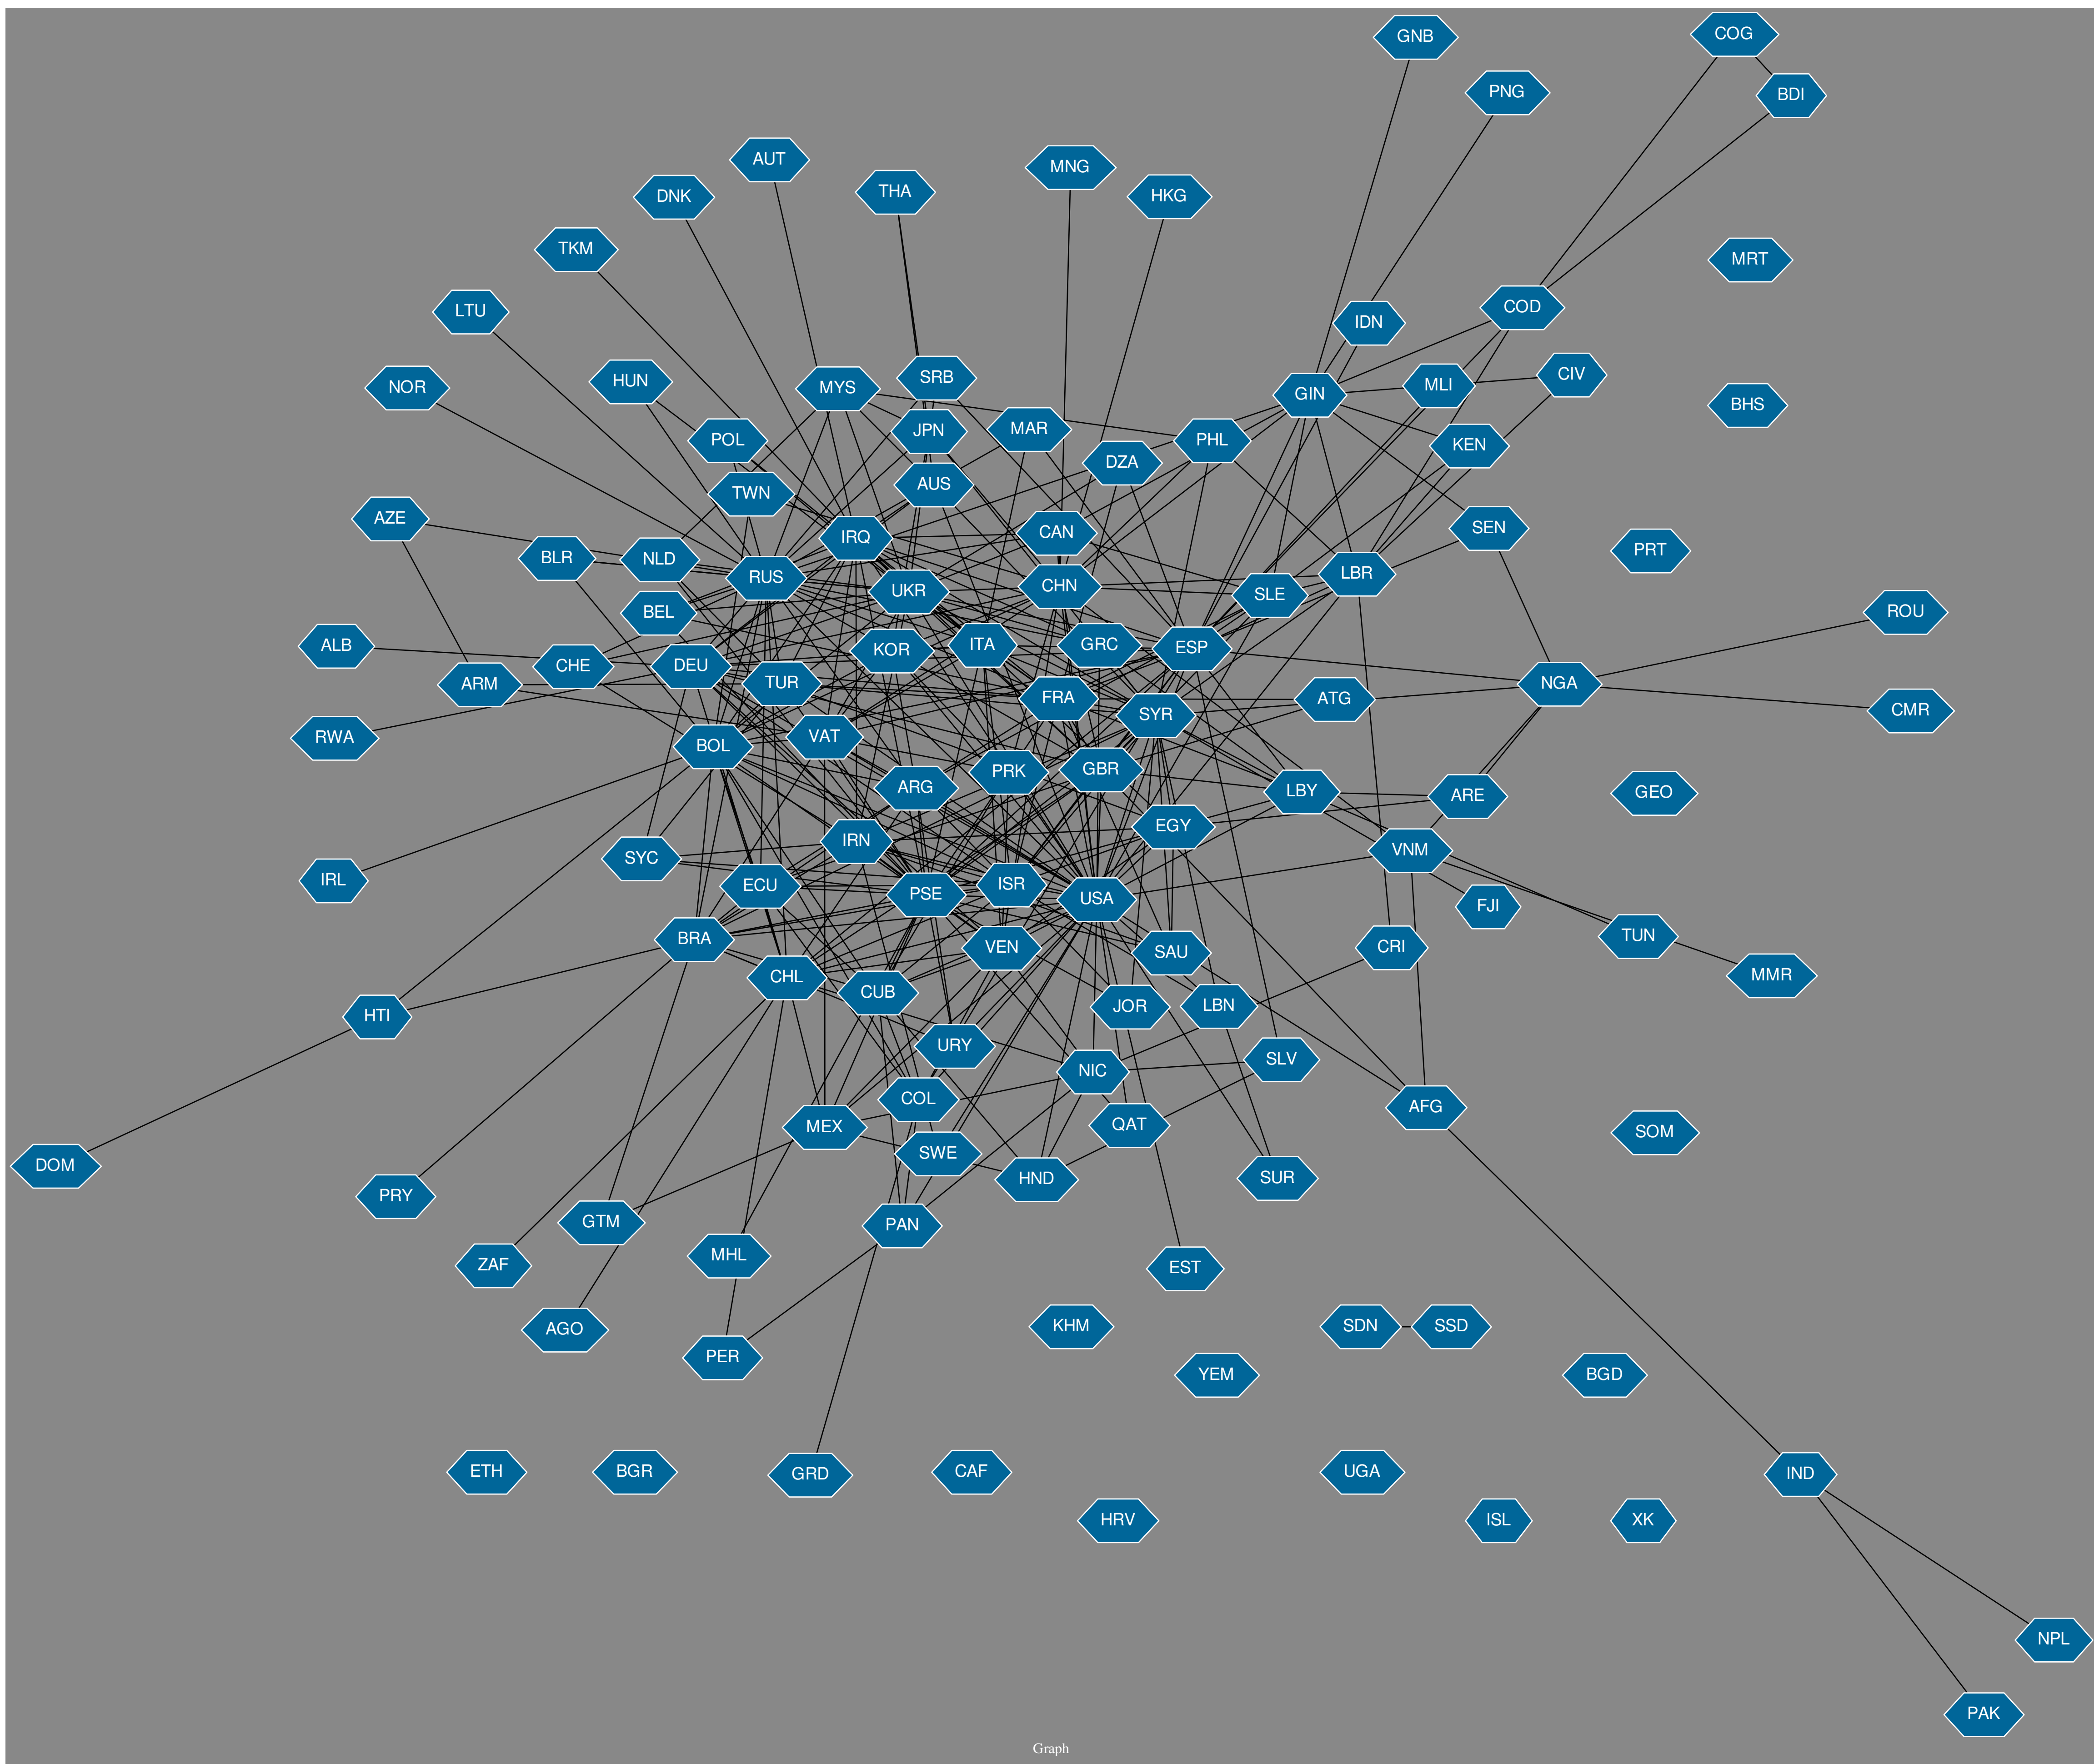 GNB
COG
PNG
BDI
AUT
MNG
THA
HKG
DNK
TKM
MRT
COD
LTU
IDN
SRB
CIV
HUN
MYS
MLI
NOR
GIN
BHS
JPN
MAR
POL
PHL
KEN
DZA
AUS
TWN
AZE
SEN
CAN
IRQ
PRT
BLR
NLD
LBR
RUS
CHN
UKR
SLE
BEL
ROU
ALB
ITA
GRC
ESP
KOR
CHE
DEU
ARM
TUR
NGA
FRA
ATG
CMR
SYR
RWA
VAT
BOL
GBR
PRK
ARG
LBY
ARE
GEO
EGY
IRN
VNM
SYC
IRL
ISR
ECU
PSE
USA
FJI
TUN
BRA
VEN
CRI
SAU
CHL
MMR
CUB
JOR
LBN
HTI
URY
SLV
NIC
COL
AFG
MEX
QAT
SOM
SWE
DOM
HND
SUR
PRY
GTM
PAN
MHL
ZAF
EST
AGO
KHM
SDN
SSD
PER
YEM
BGD
ETH
BGR
GRD
CAF
UGA
IND
HRV
ISL
XK
NPL
PAK
Graph